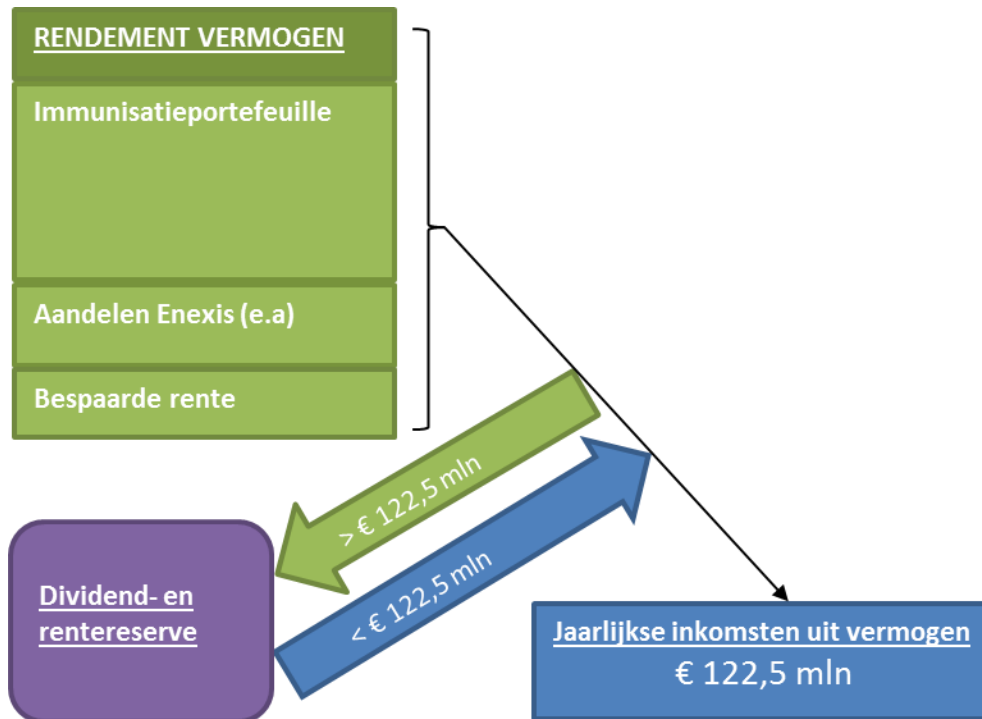 RENDEMENT VERMOGEN
Immunisatieportefeuille
Aandelen Enexis (e.a)
Bespaarde rente
> € 122,5 mln
< € 122,5 mln
Dividend- en
rentereserve
Jaarlijkse inkomsten uit vermogen
€ 122,5 mln